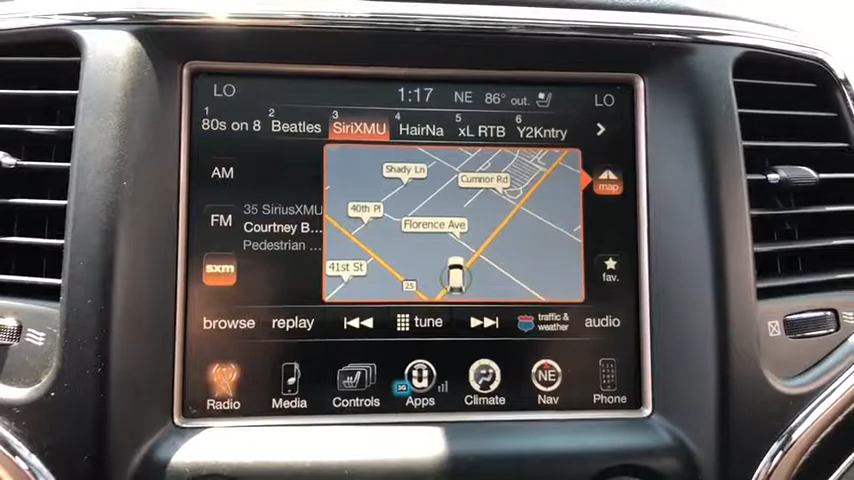 LO 1:17 NE 86° out. LO
1 80s on 8 2 Beatles 3 SiriXMU 4 HairNa 5 xL RTB 6 Y2Kntry
AM
FM
sxm
35 SiriusXMU
Courtney B...
Pedestrian ...
Shady Ln
Cumnor Rd
40th Pl
Florence Ave
41st St
25
map
fav.
browse replay tune traffic & weather audio
Radio Media Controls 3G Apps Climate NE Nav Phone